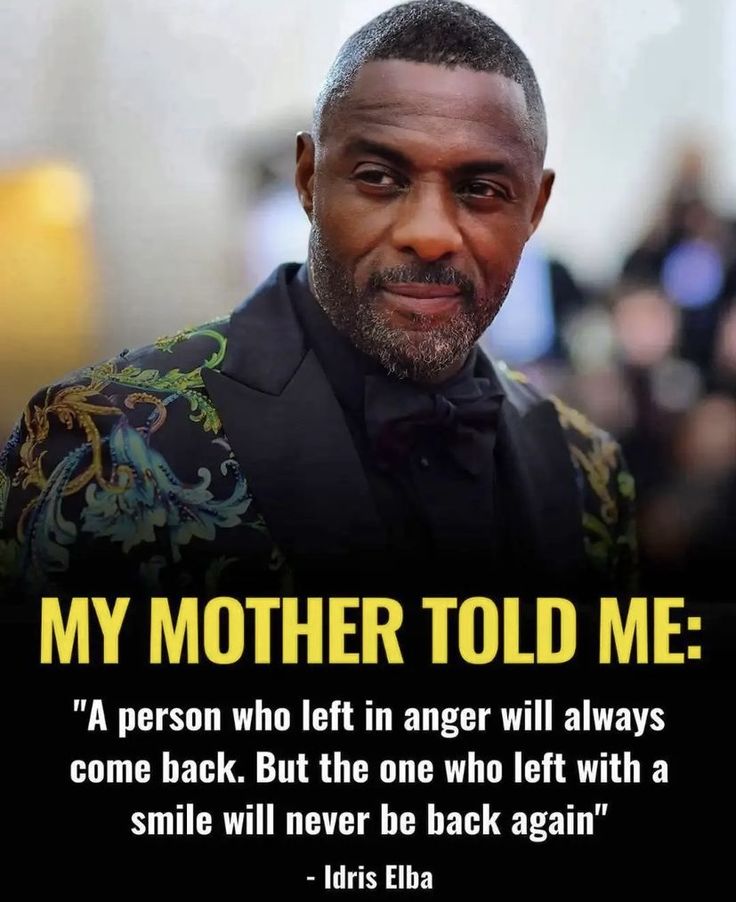 MY MOTHER TOLD ME:
"A person who left in anger will always
come back. But the one who left with a
smile will never be back again"
- Idris Elba